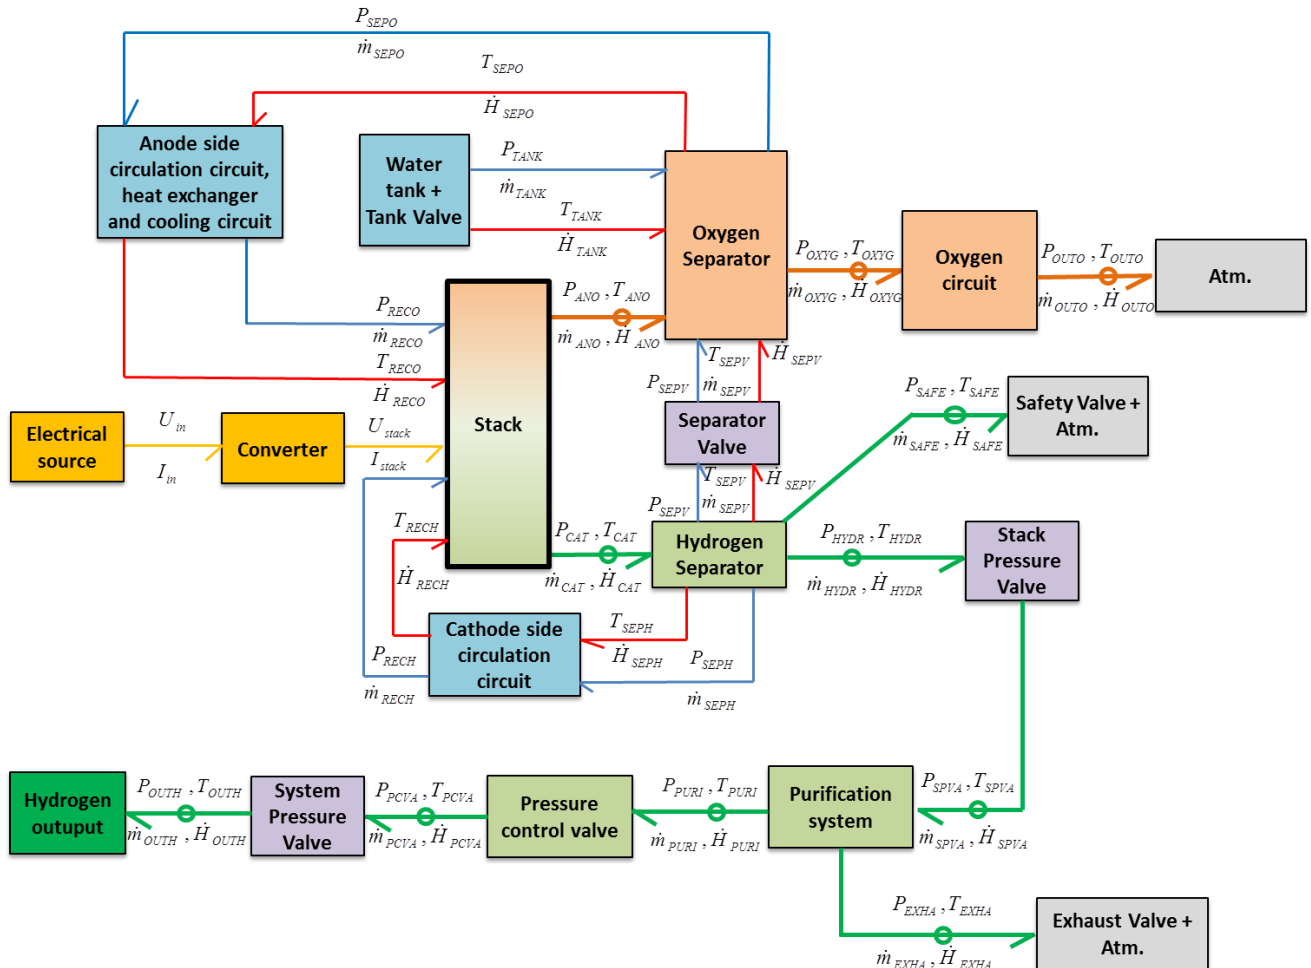 P_SEPO
ṁ_SEPO
T_SEPO
Ḣ_SEPO
Anode side
circulation circuit,
heat exchanger
and cooling circuit
Water
tank +
Tank Valve
P_TANK
ṁ_TANK
T_TANK
Ḣ_TANK
Oxygen
Separator
P_OXYG , T_OXYG
ṁ_OXYG , Ḣ_OXYG
Oxygen
circuit
P_OUTO , T_OUTO
ṁ_OUTO , Ḣ_OUTO
Atm.
P_RECO
ṁ_RECO
T_RECO
Ḣ_RECO
Stack
P_ANO , T_ANO
ṁ_ANO , Ḣ_ANO
T_SEPV
Ḣ_SEPV
P_SEPV
ṁ_SEPV
Separator
Valve
T_SEPV
Ḣ_SEPV
P_SEPV
ṁ_SEPV
P_SAFE , T_SAFE
ṁ_SAFE , Ḣ_SAFE
Safety Valve +
Atm.
Electrical
source
U_in
I_in
Converter
U_stack
I_stack
T_RECH
Ḣ_RECH
P_CAT , T_CAT
ṁ_CAT , Ḣ_CAT
Hydrogen
Separator
P_HYDR , T_HYDR
ṁ_HYDR , Ḣ_HYDR
Stack
Pressure
Valve
P_RECH
ṁ_RECH
Cathode side
circulation
circuit
T_SEPH
Ḣ_SEPH
P_SEPH
ṁ_SEPH
Hydrogen
outuput
P_OUTH , T_OUTH
ṁ_OUTH , Ḣ_OUTH
System
Pressure
Valve
P_PCVA , T_PCVA
ṁ_PCVA , Ḣ_PCVA
Pressure
control valve
P_PURI , T_PURI
ṁ_PURI , Ḣ_PURI
Purification
system
P_SPVA , T_SPVA
ṁ_SPVA , Ḣ_SPVA
P_EXHA , T_EXHA
ṁ_EXHA , Ḣ_EXHA
Exhaust Valve +
Atm.